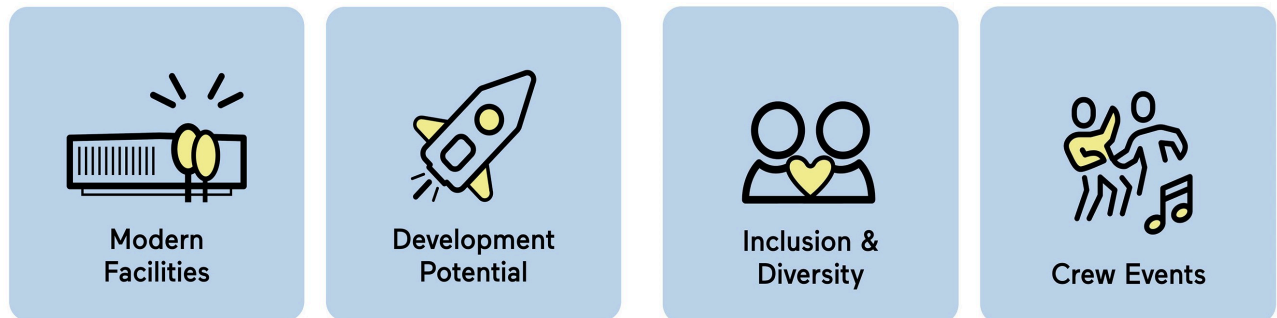 Modern
Facilities
Development
Potential
Inclusion &
Diversity
Crew Events